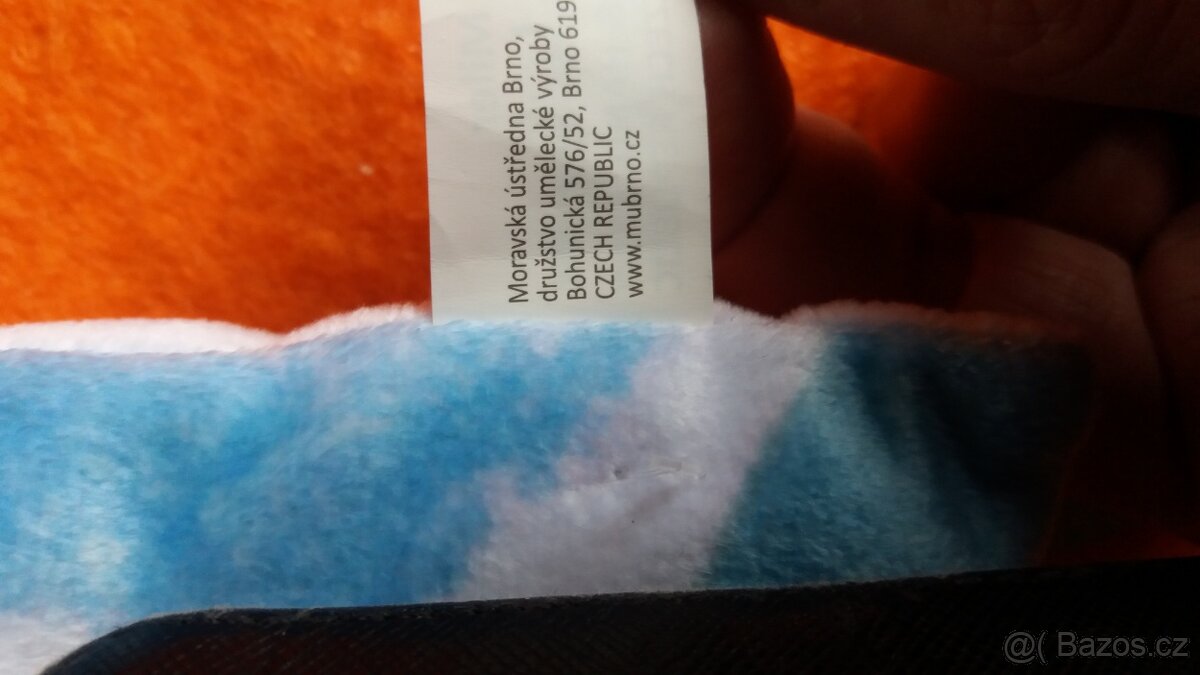 Moravská ústředna Brno,
družstvo umělecké výroby
Bohunická 576/52, Brno 619
CZECH REPUBLIC
www.mubrno.cz
@( Bazos.cz